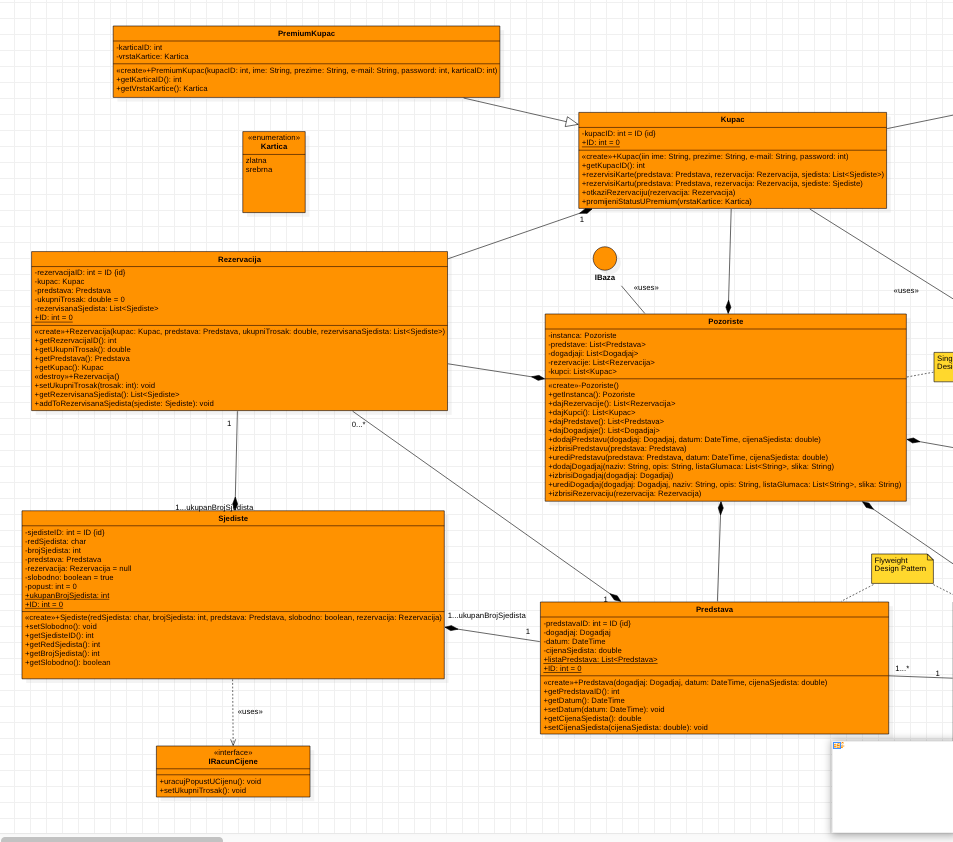 PremiumKupac
-karticaID: int
-vrstaKartice: Kartica
«create»+PremiumKupac(kupacID: int, ime: String, prezime: String, e-mail: String, password: int, karticaID: int)
+getKarticaID(): int
+getVrstaKartice(): Kartica
«enumeration»
Kartica
zlatna
srebrna
Kupac
-kupacID: int = ID {id}
+ID: int = 0
«create»+Kupac(iin ime: String, prezime: String, e-mail: String, password: int)
+getKupacID(): int
+rezervisiKarte(predstava: Predstava, rezervacija: Rezervacija, sjedista: List<Sjediste>)
+rezervisiKartu(predstava: Predstava, rezervacija: Rezervacija, sjediste: Sjediste)
+otkaziRezervaciju(rezervacija: Rezervacija)
+promijeniStatusUPremium(vrstaKartice: Kartica)
1
Rezervacija
-rezervacijaID: int = ID {id}
-kupac: Kupac
-predstava: Predstava
-ukupniTrosak: double = 0
-rezervisanaSjedista: List<Sjediste>
+ID: int = 0
«create»+Rezervacija(kupac: Kupac, predstava: Predstava, ukupniTrosak: double, rezervisanaSjedista: List<Sjediste>)
+getRezervacijaID(): int
+getUkupniTrosak(): double
+getPredstava(): Predstava
+getKupac(): Kupac
«destroy»+Rezervacija()
+setUkupniTrosak(trosak: int): void
+getRezervisanaSjedista(): List<Sjediste>
+addToRezervisanaSjedista(sjediste: Sjediste): void
IBaza
«uses»
«uses»
Pozoriste
-instanca: Pozoriste
-predstave: List<Predstava>
-dogadjaji: List<Dogadjaj>
-rezervacije: List<Rezervacija>
-kupci: List<Kupac>
«create»-Pozoriste()
+getInstanca(): Pozoriste
+dajRezervacije(): List<Rezervacija>
+dajKupci(): List<Kupac>
+dajPredstave(): List<Predstava>
+dajDogadjaje(): List<Dogadjaj>
+dodajPredstavu(dogadjaj: Dogadjaj, datum: DateTime, cijenaSjedista: double)
+izbrisiPredstavu(predstava: Predstava)
+urediPredstavu(predstava: Predstava, datum: DateTime, cijenaSjedista: double)
+dodajDogadjaj(naziv: String, opis: String, listaGlumaca: List<String>, slika: String)
+izbrisiDogadjaj(dogadjaj: Dogadjaj)
+urediDogadjaj(dogadjaj: Dogadjaj, naziv: String, opis: String, listaGlumaca: List<String>, slika: String)
+izbrisiRezervaciju(rezervacija: Rezervacija)
Sing
Desi
1
0...*
1...ukupanBrojSjedista
Sjediste
-sjedisteID: int = ID {id}
-redSjedista: char
-brojSjedista: int
-predstava: Predstava
-rezervacija: Rezervacija = null
-slobodno: boolean = true
-popust: int = 0
+ukupanBrojSjedista: int
+ID: int = 0
«create»+Sjediste(redSjedista: char, brojSjedista: int, predstava: Predstava, slobodno: boolean, rezervacija: Rezervacija)
+setSlobodno(): void
+getSjedisteID(): int
+getRedSjedista(): int
+getBrojSjedista(): int
+getSlobodno(): boolean
1...ukupanBrojSjedista
1
1
Flyweight
Design Pattern
Predstava
-predstavaID: int = ID {id}
-dogadjaj: Dogadjaj
-datum: DateTime
-cijenaSjedista: double
+listaPredstava: List<Predstava>
+ID: int = 0
«create»+Predstava(dogadjaj: Dogadjaj, datum: DateTime, cijenaSjedista: double)
+getPredstavaID(): int
+getDatum(): DateTime
+setDatum(datum: DateTime): void
+getCijenaSjedista(): double
+setCijenaSjedista(cijenaSjedista: double): void
1...*
1
«uses»
«interface»
IRacunCijene
+uracujPopustUCijenu(): void
+setUkupniTrosak(): void